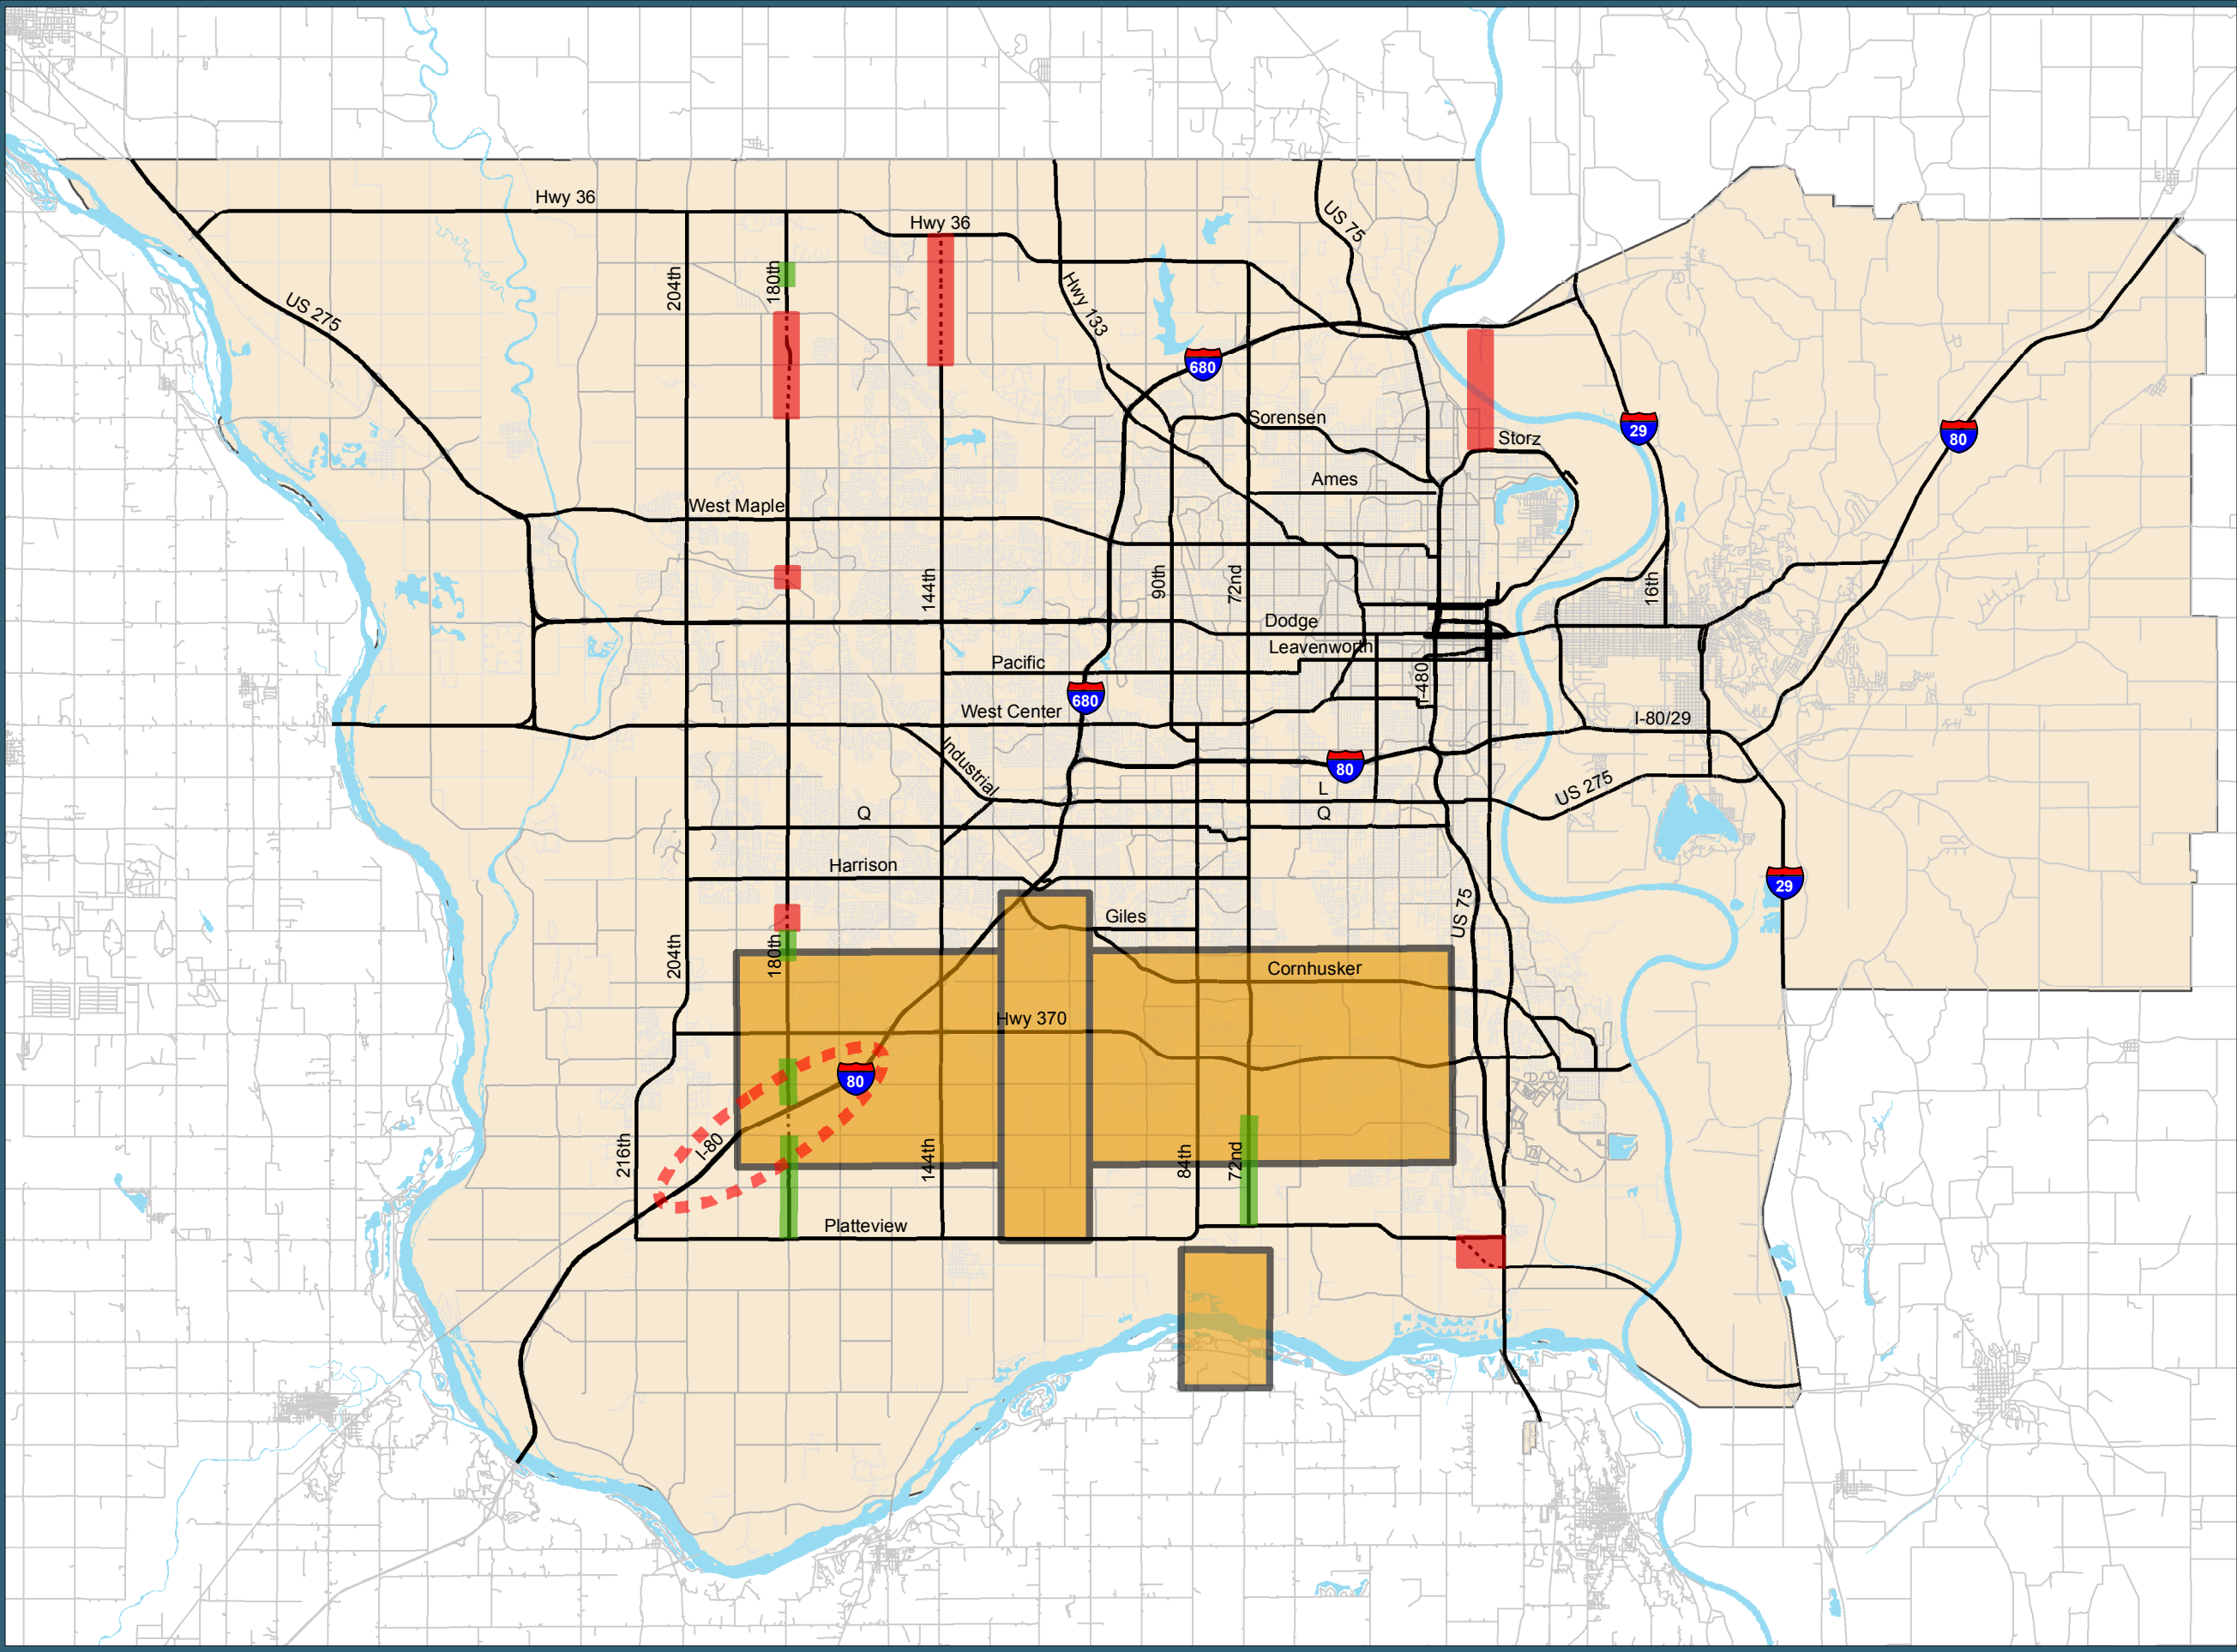 Hwy 36
Hwy 36
US 75
204th
180th
Hwy 133
US 275
680
Sorensen
29
80
Storz
Ames
West Maple
144th
90th
72nd
16th
Dodge
Leavenworth
Pacific
I-480
680
West Center
I-80/29
Industrial
80
L
US 275
Q
Q
Harrison
29
US 75
Giles
204th
180th
Cornhusker
Hwy 370
80
I-80
216th
144th
84th
72nd
Platteview